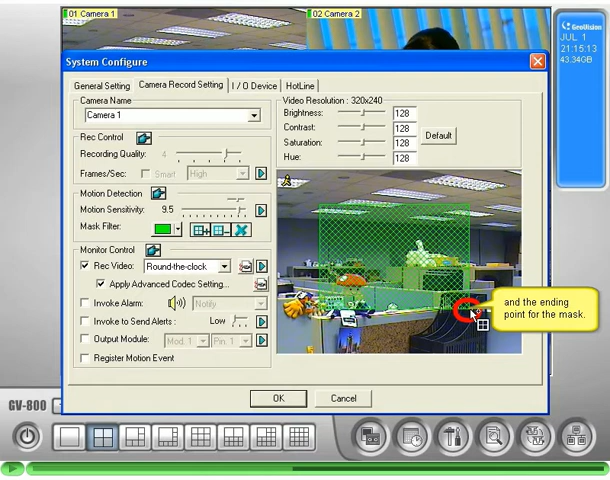 01 Camera 1
02 Camera 2
GeoVision
JUL 1
21:15:13
43.34GB
System Configure
General Setting
Camera Record Setting
I / O Device
HotLine
Camera Name
Camera 1
Rec Control
Recording Quality: 4
Frames/Sec: Smart High
Motion Detection
Motion Sensitivity: 9.5
Mask Filter:
Monitor Control
Rec Video: Round-the-clock
Apply Advanced Codec Setting...
Invoke Alarm: Notify
Invoke to Send Alerts : Low
Output Module: Mod. 1 Pin. 1
Register Motion Event
Video Resolution : 320x240
Brightness: 128
Contrast: 128
Saturation: 128
Hue: 128
Default
and the ending
point for the mask.
OK
Cancel
GV-800